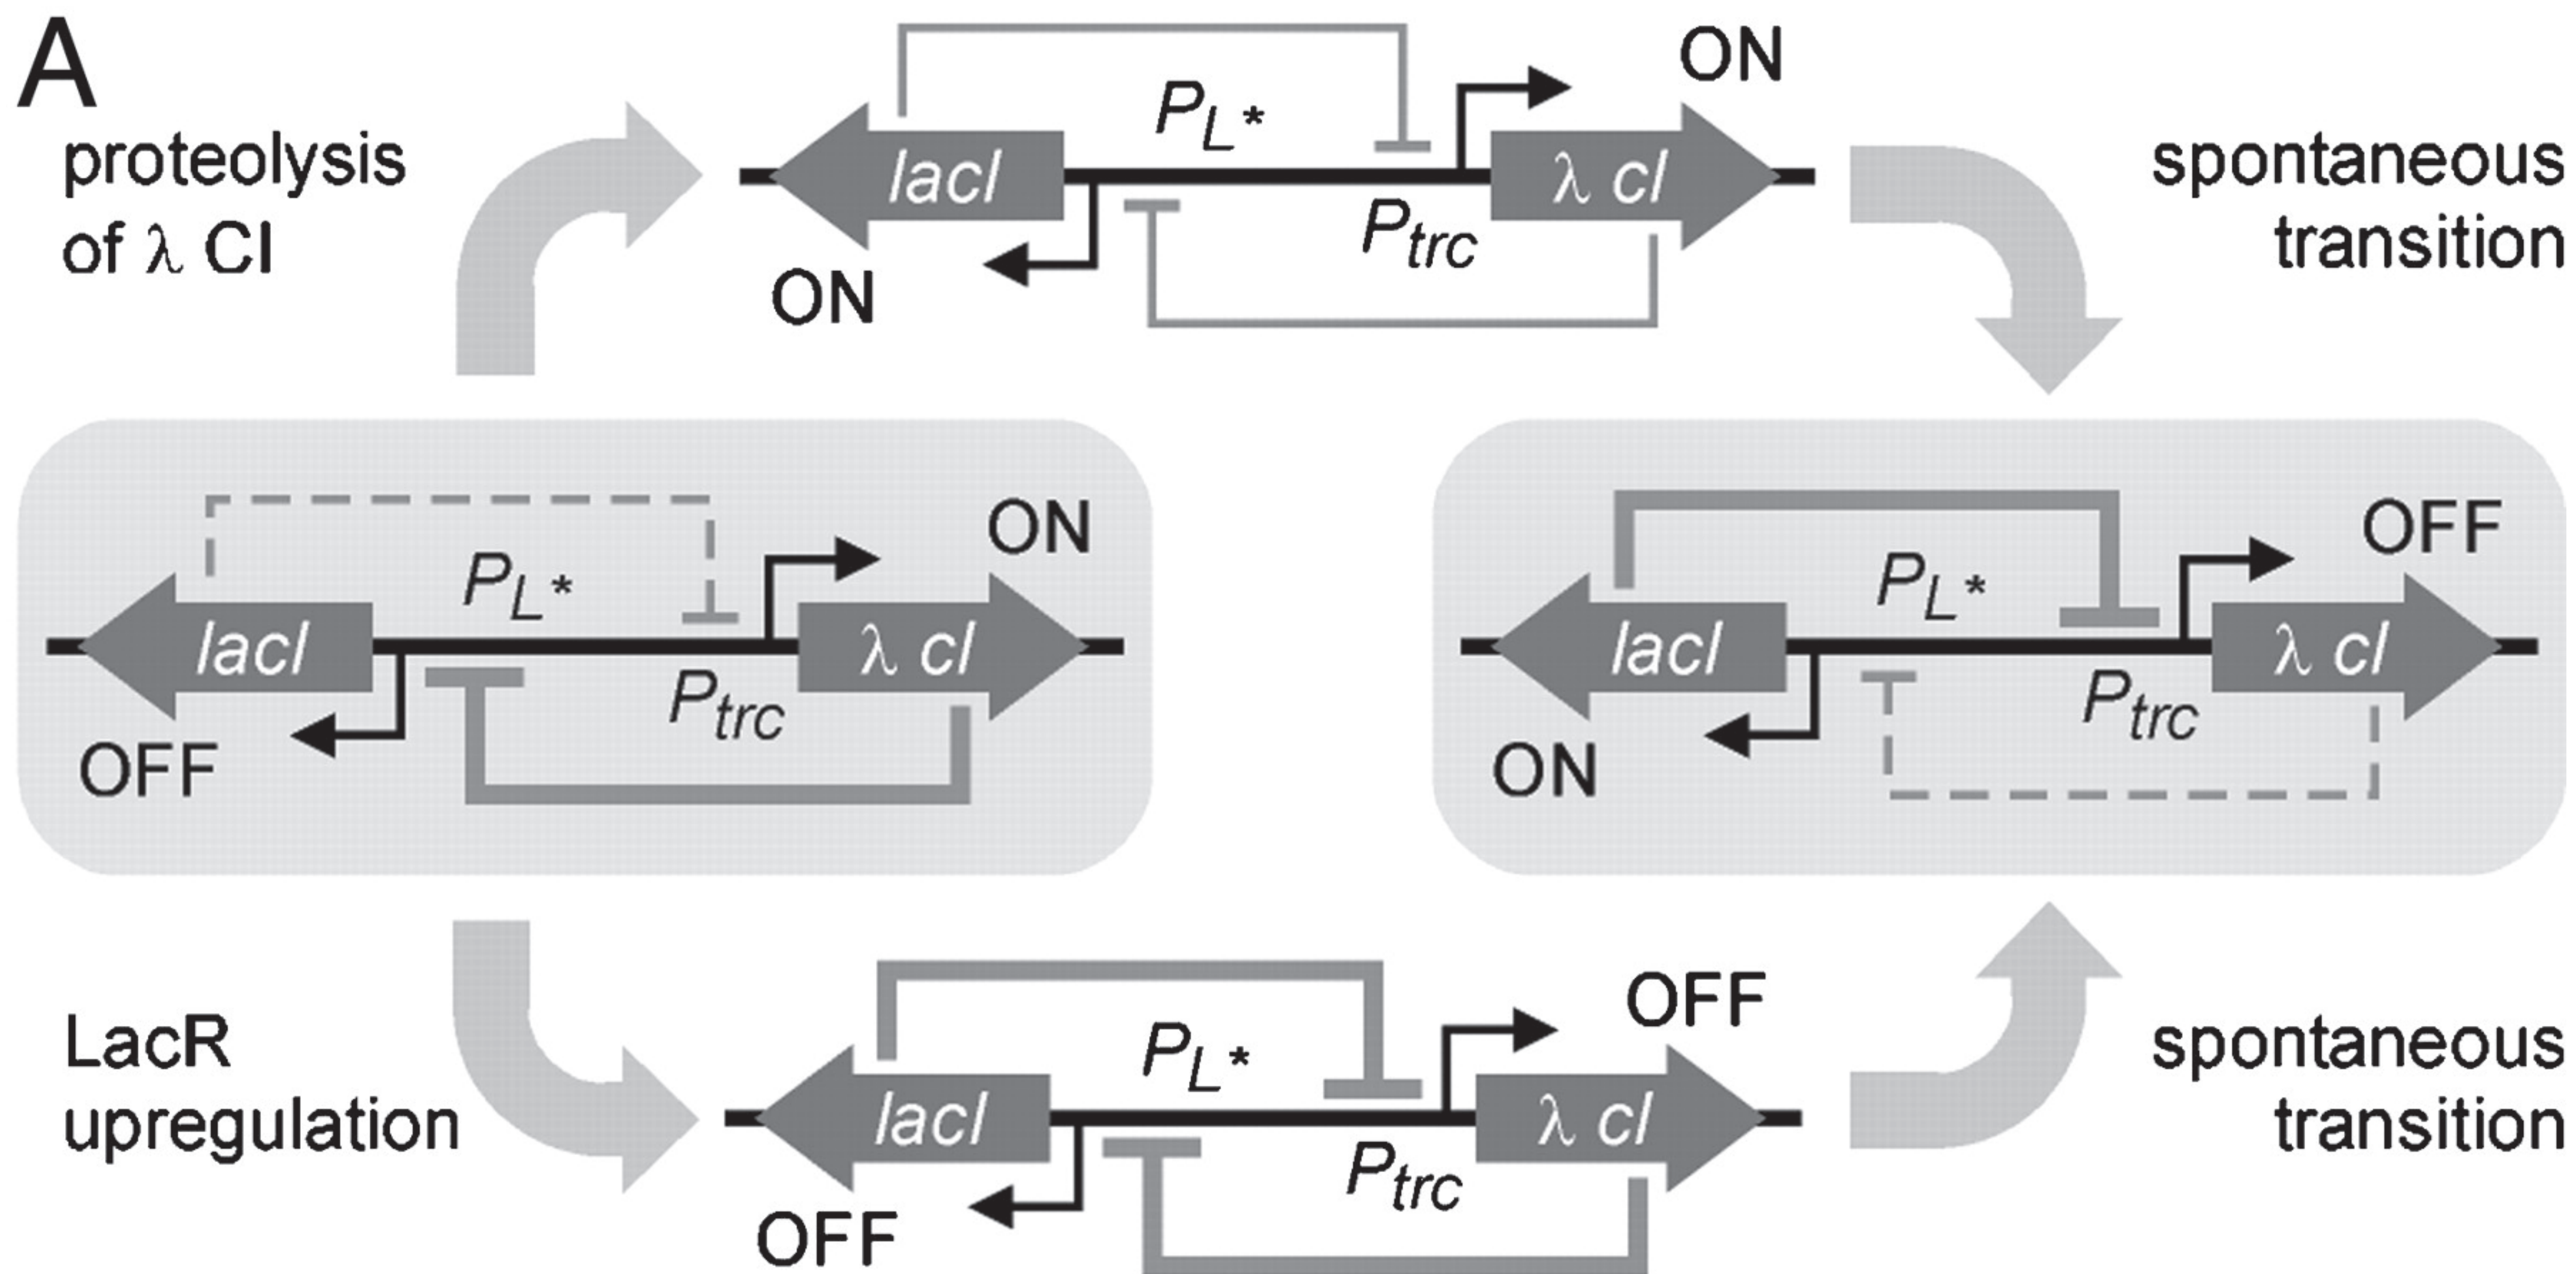 A
proteolysis
of λ CI
ON
P_L*
lacI
λ cI
P_trc
ON
spontaneous
transition
ON
P_L*
lacI
λ cI
P_trc
OFF
OFF
P_L*
lacI
λ cI
P_trc
ON
LacR
upregulation
OFF
P_L*
lacI
λ cI
P_trc
OFF
spontaneous
transition